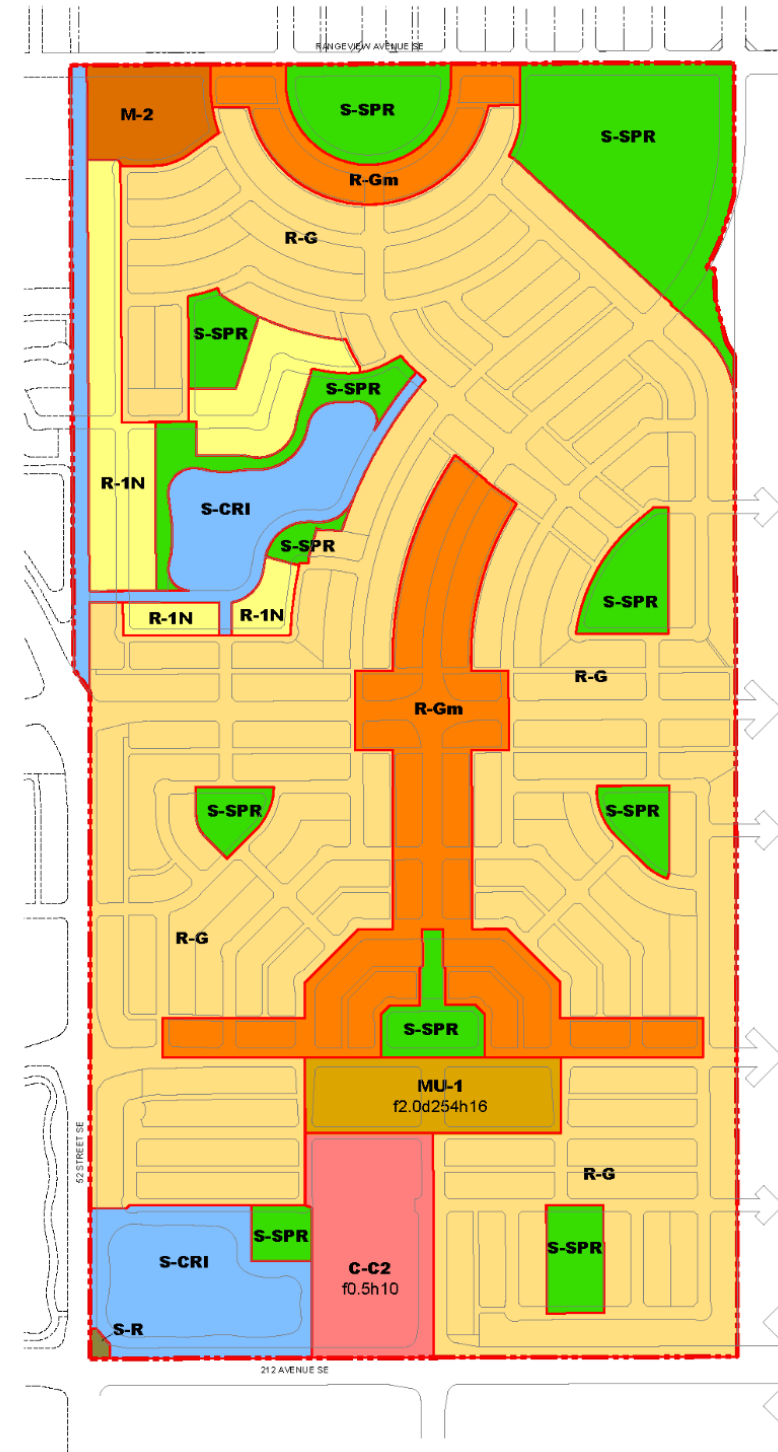 RANGEVIEW AVENUE SE
M-2
S-SPR
S-SPR
R-Gm
R-G
S-SPR
S-SPR
R-1N
S-CRI
S-SPR
S-SPR
R-1N
R-1N
R-G
R-Gm
S-SPR
S-SPR
R-G
S-SPR
MU-1
f2.0d254h16
52 STREET SE
R-G
S-SPR
S-SPR
S-CRI
C-C2
f0.5h10
S-R
212 AVENUE SE